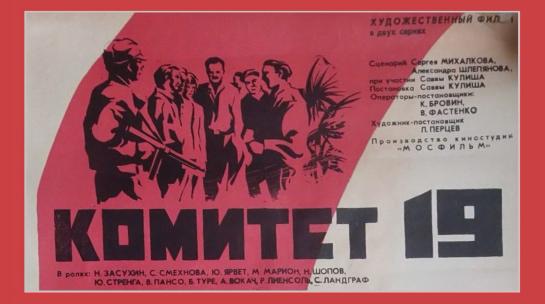 ХУДОЖЕСТВЕННЫЙ ФИЛ
в двух сериях
Сценарий Сергея МИХАЛКОВА,
Александра ШЛЕПЯНОВА,
при участии Саввы КУЛИША
Постановка Саввы КУЛИША
Операторы-постановщики:
К. БРОВИН,
В. ФАСТЕНКО
Художник-постановщик
П. ПЕРЦЕВ
Производство киностудии
«МОСФИЛЬМ»
КОМИТЕТ 19
В ролях: Н. ЗАСУХИН, С. СМЕХНОВА, Ю. ЯРВЕТ, М. МАРИОН, Н. ШОПОВ,
Ю. СТРЕНГА, В. ПАНСО, Б. ТУРЕ, А. ВОКАЧ, Р. ЛИЕНСОЛЬ, С. ЛАНДГРАФ